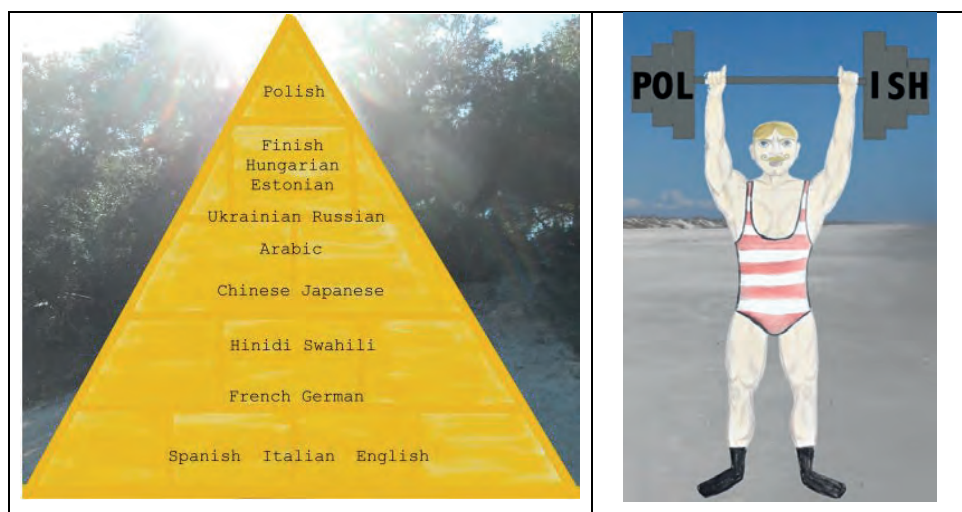 Polish
Finish
Hungarian
Estonian
Ukrainian Russian
Arabic
Chinese Japanese
Hinidi Swahili
French German
Spanish Italian English
POL ISH